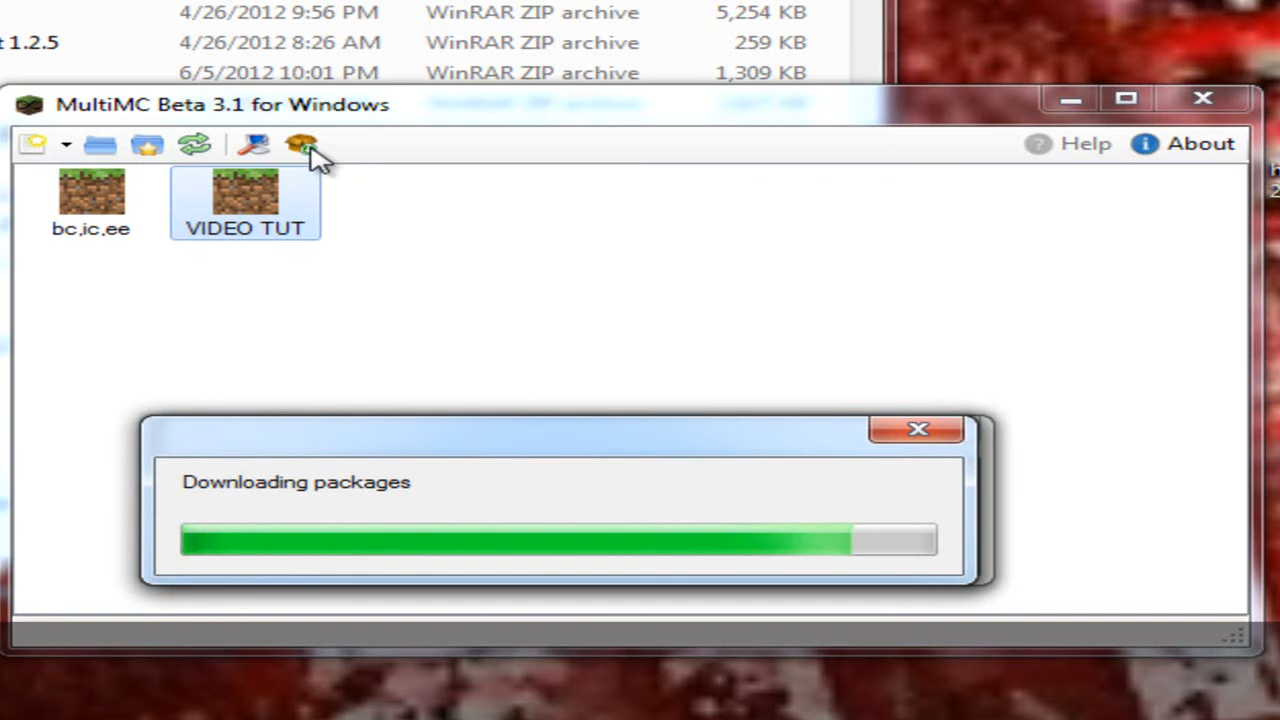 4/26/2012 9:56 PM WinRAR ZIP archive 5,254 KB
t 1.2.5 4/26/2012 8:26 AM WinRAR ZIP archive 259 KB
6/5/2012 10:01 PM WinRAR ZIP archive 1,309 KB
MultiMC Beta 3.1 for Windows
Help About
bc,ic,ee VIDEO TUT
Downloading packages